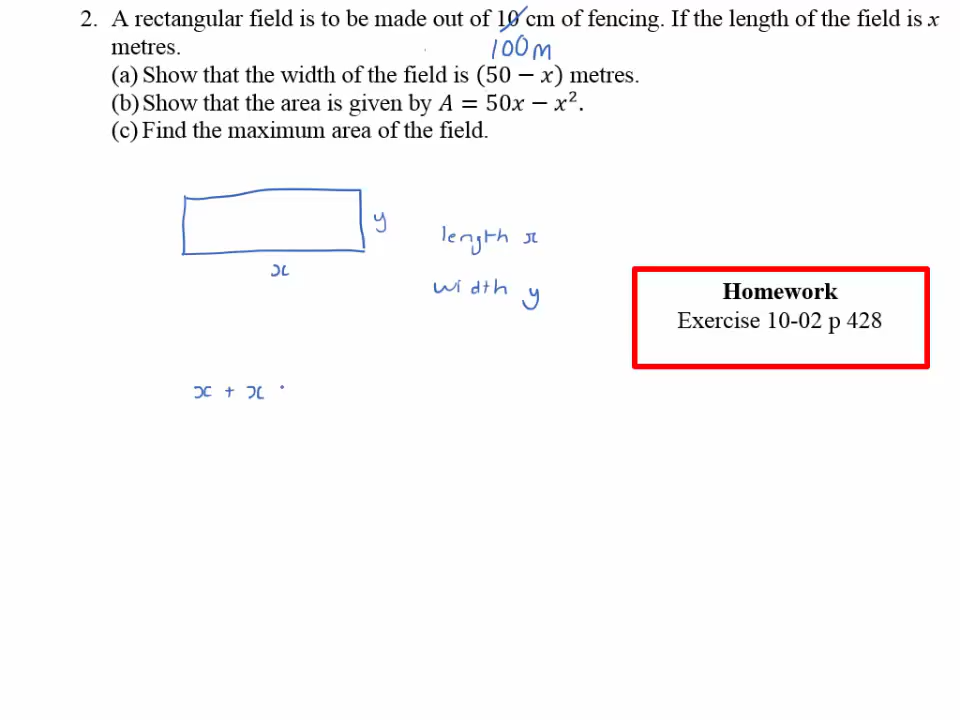 2. A rectangular field is to be made out of 10 cm of fencing. If the length of the field is x
metres.
100m
(a) Show that the width of the field is (50 − x) metres.
(b) Show that the area is given by A = 50x − x².
(c) Find the maximum area of the field.
y
x
length x
width y
Homework
Exercise 10-02 p 428
x + x